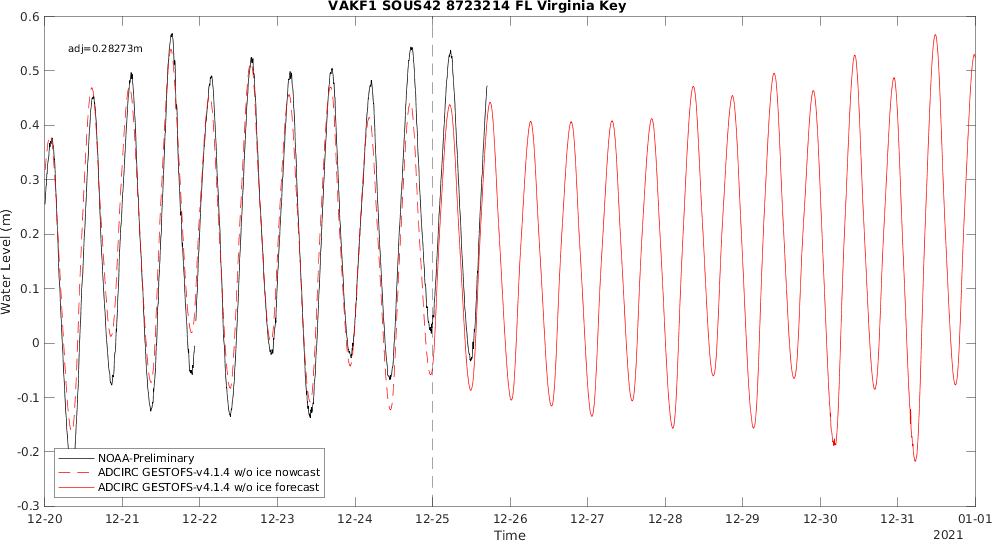 VAKF1 SOUS42 8723214 FL Virginia Key
adj=0.28273m
Water Level (m)
0.6
0.5
0.4
0.3
0.2
0.1
0
-0.1
-0.2
-0.3
NOAA-Preliminary
ADCIRC GESTOFS-v4.1.4 w/o ice nowcast
ADCIRC GESTOFS-v4.1.4 w/o ice forecast
12-20 12-21 12-22 12-23 12-24 12-25 12-26 12-27 12-28 12-29 12-30 12-31 01-01
Time
2021